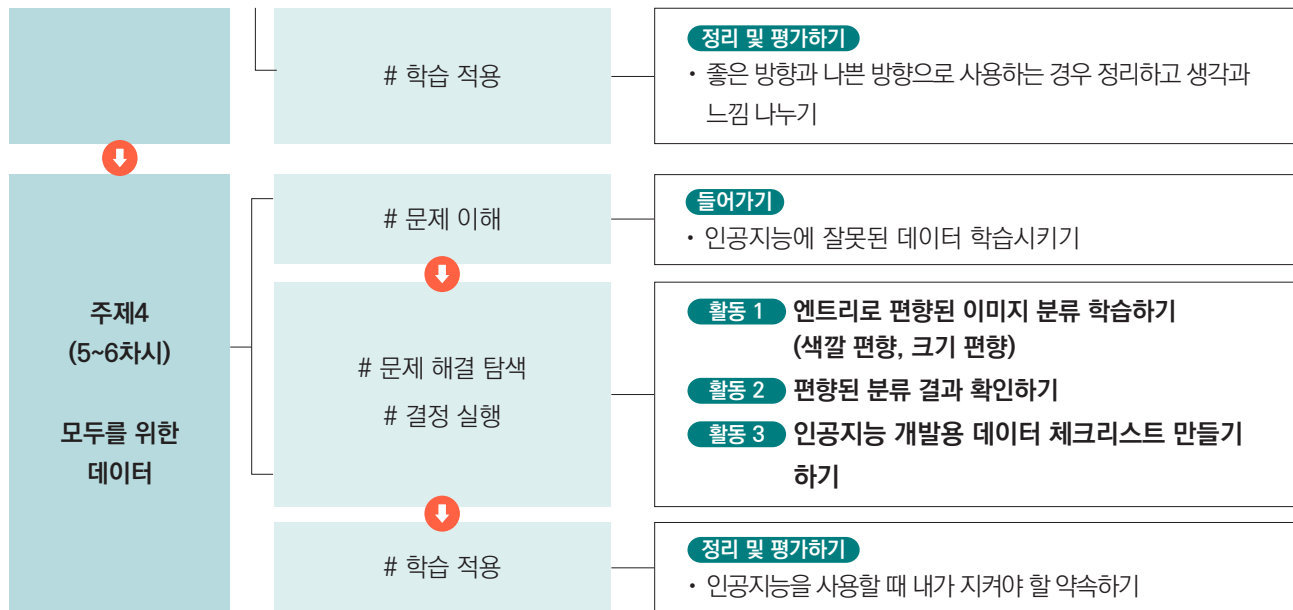 # 학습 적용
정리 및 평가하기
• 좋은 방향과 나쁜 방향으로 사용하는 경우 정리하고 생각과
느낌 나누기
주제4
(5~6차시)
모두를 위한
데이터
# 문제 이해
들어가기
• 인공지능에 잘못된 데이터 학습시키기
# 문제 해결 탐색
# 결정 실행
활동 1 엔트리로 편향된 이미지 분류 학습하기
(색깔 편향, 크기 편향)
활동 2 편향된 분류 결과 확인하기
활동 3 인공지능 개발용 데이터 체크리스트 만들기
하기
# 학습 적용
정리 및 평가하기
• 인공지능을 사용할 때 내가 지켜야 할 약속하기